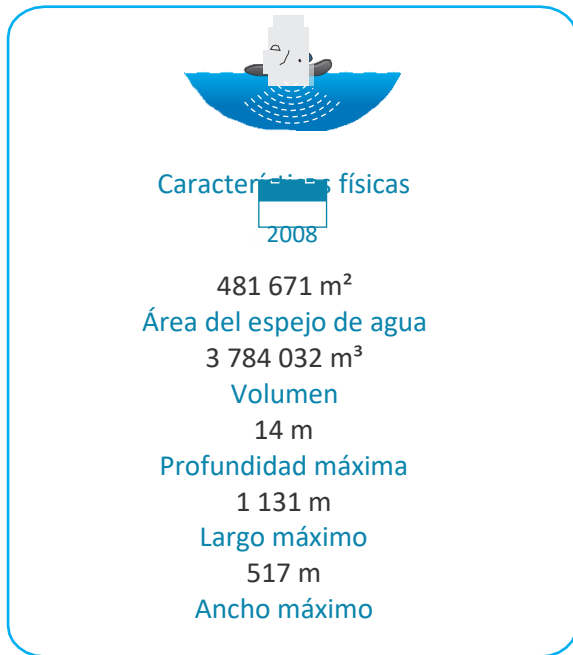 Características físicas
2008
481 671 m²
Área del espejo de agua
3 784 032 m³
Volumen
14 m
Profundidad máxima
1 131 m
Largo máximo
517 m
Ancho máximo